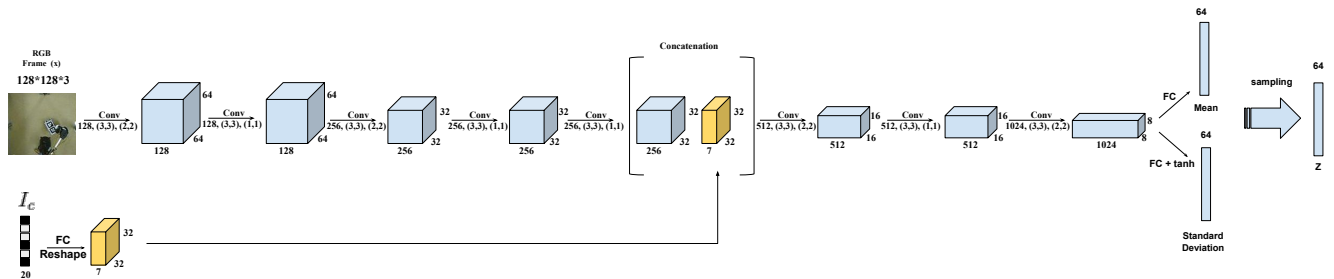 RGB
Frame (x)
128*128*3
Conv
128, (3,3), (2,2)
64
64
128
Conv
128, (3,3), (1,1)
64
64
128
Conv
256, (3,3), (2,2)
32
32
256
Conv
256, (3,3), (1,1)
32
32
256
Conv
256, (3,3), (1,1)
Concatenation
32
32
256
32
32
7
Conv
512, (3,3), (2,2)
16
16
512
Conv
512, (3,3), (1,1)
16
16
512
Conv
1024, (3,3), (2,2)
8
8
1024
FC
64
Mean
FC + tanh
64
Standard
Deviation
sampling
64
Z
I_c
20
FC
Reshape
32
32
7